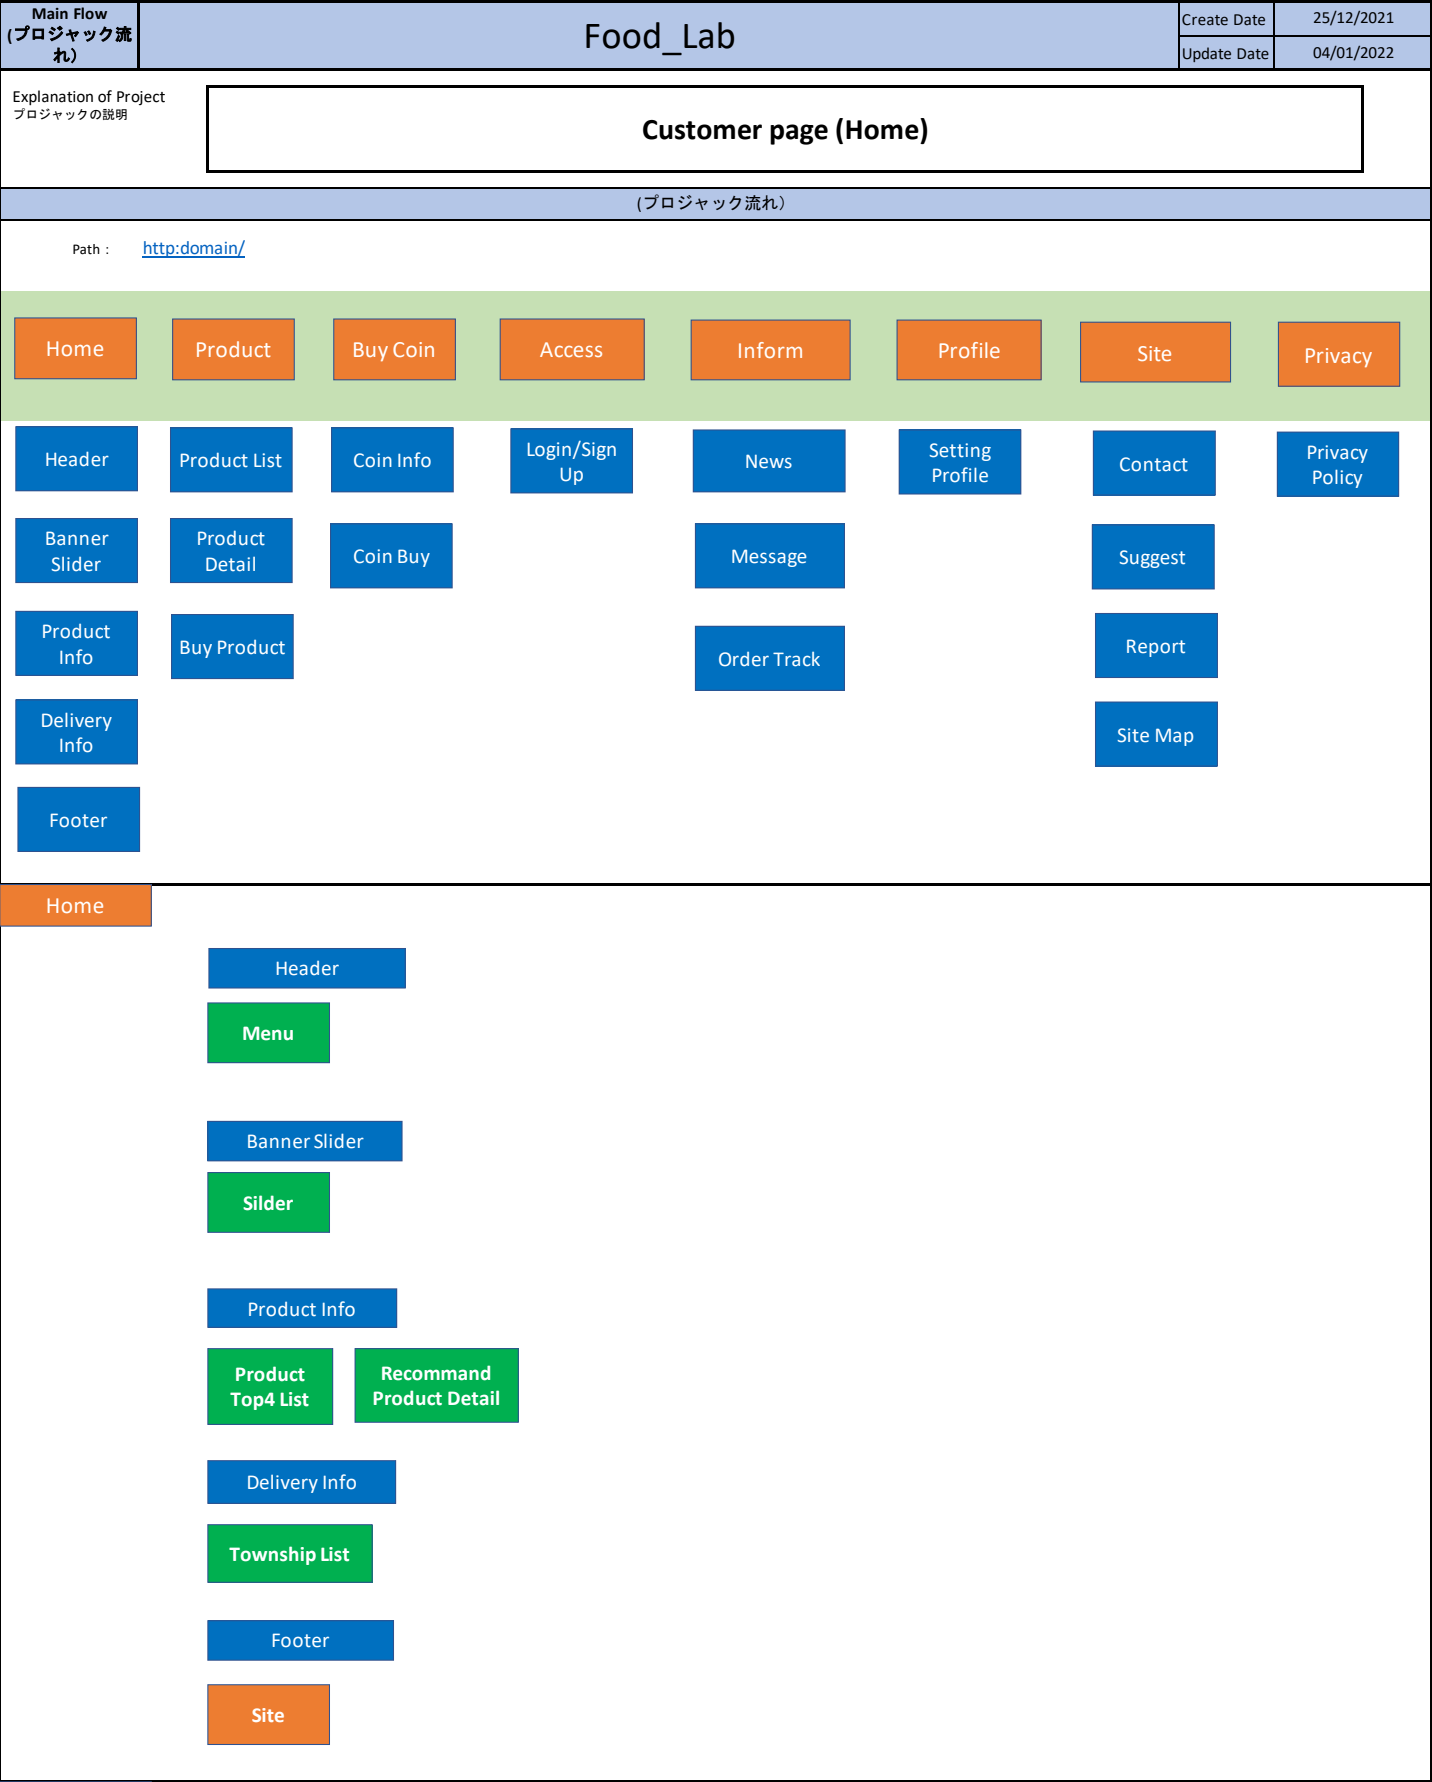 Main Flow
(プロジャック流
れ）
Food_Lab
Create Date
25/12/2021
Update Date
04/01/2022
Explanation of Project
プロジャックの説明
Customer page (Home)
(プロジャック流れ）
Path :
http:domain/
Home
Product
Buy Coin
Access
Inform
Profile
Site
Privacy
Header
Product List
Coin Info
Login/Sign
Up
News
Setting
Profile
Contact
Privacy
Policy
Banner
Slider
Product
Detail
Coin Buy
Message
Suggest
Product
Info
Buy Product
Order Track
Report
Delivery
Info
Site Map
Footer
Home
Header
Menu
Banner Slider
Silder
Product Info
Product
Top4 List
Recommand
Product Detail
Delivery Info
Township List
Footer
Site